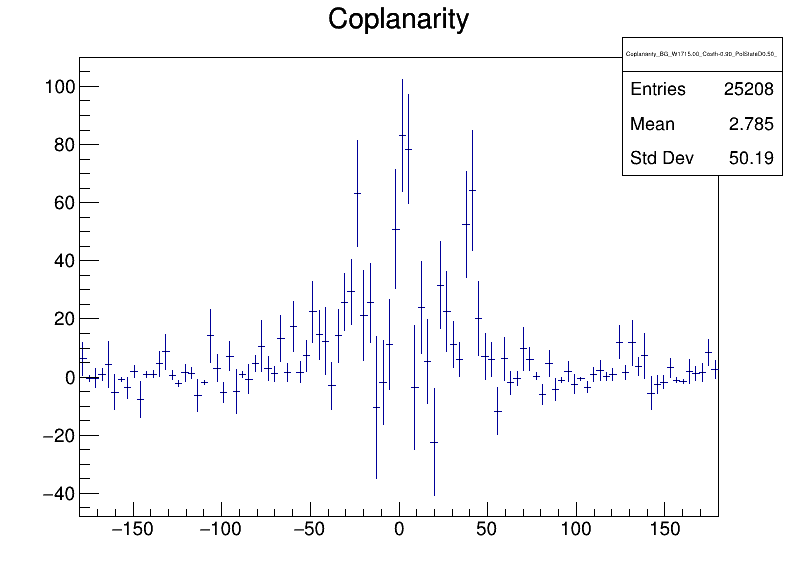 Coplanarity
Coplanarity_BG_W1715.00_Costh-0.90_PolStateD0.50_
Entries 25208
Mean 2.785
Std Dev 50.19
100
80
60
40
20
0
−20
−40
−150 −100 −50 0 50 100 150